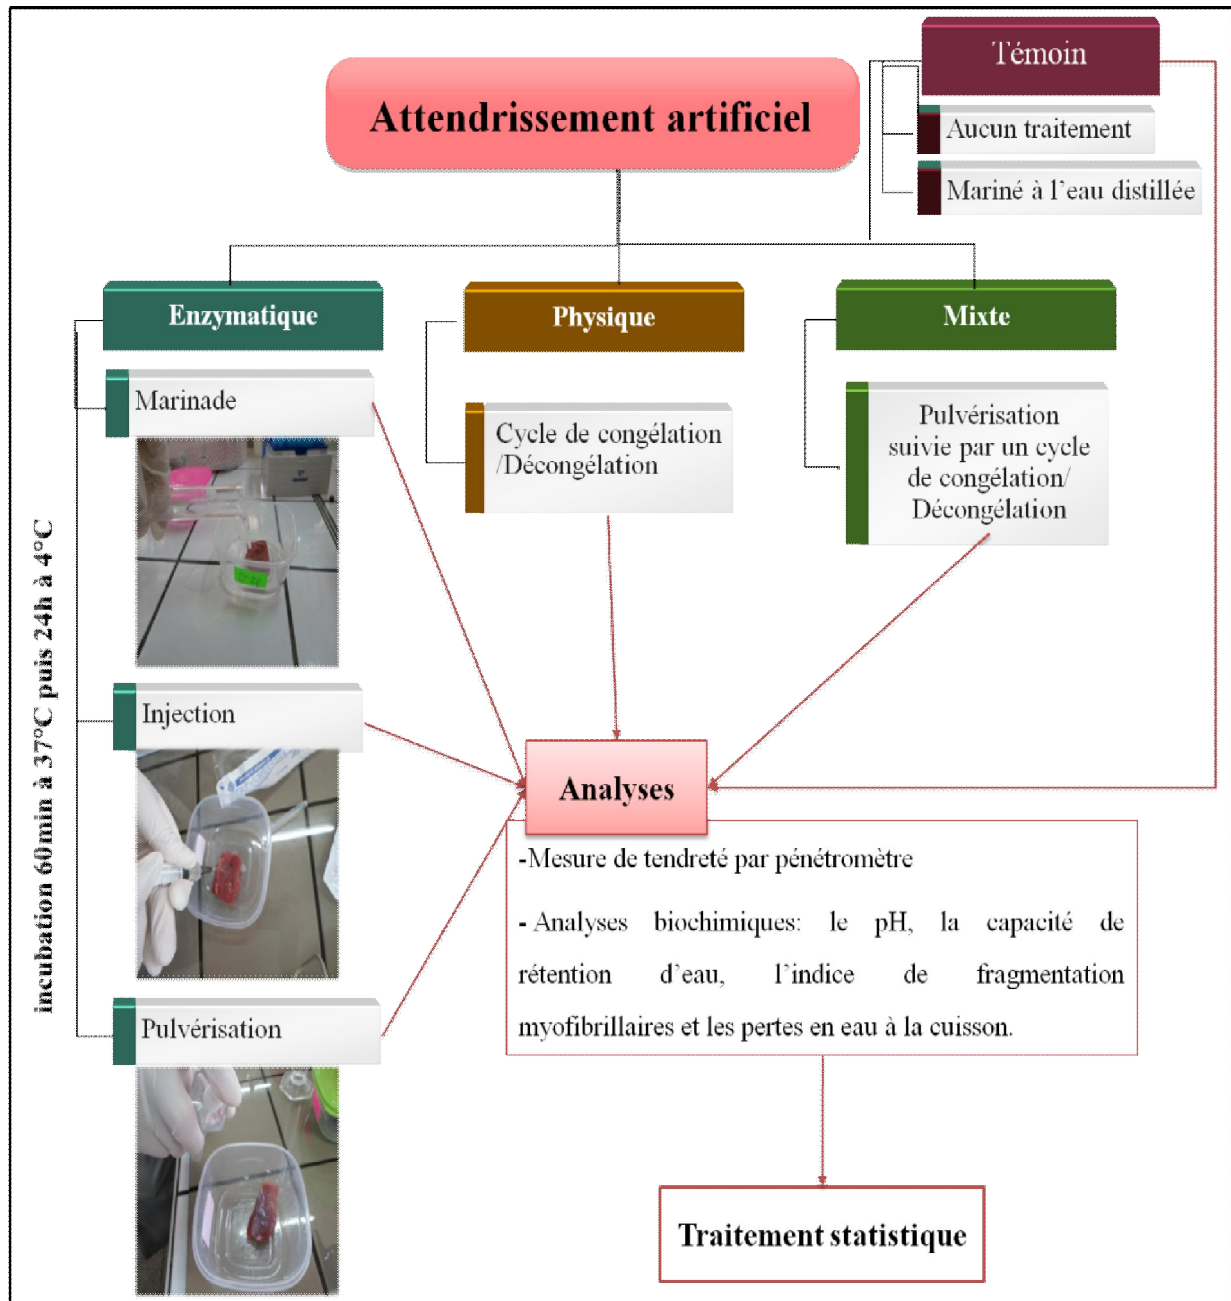 Témoin
Attendrissement artificiel
Aucun traitement
Mariné à l'eau distillée
Enzymatique
Physique
Mixte
Marinade
Cycle de congélation
/Décongélation
Pulvérisation
suivie par un cycle
de congélation/
Décongélation
incubation 60min à 37°C puis 24h à 4°C
Injection
Pulvérisation
Analyses
-Mesure de tendreté par pénétromètre
- Analyses biochimiques: le pH, la capacité de
rétention d'eau, l'indice de fragmentation
myofibrillaires et les pertes en eau à la cuisson.
Traitement statistique